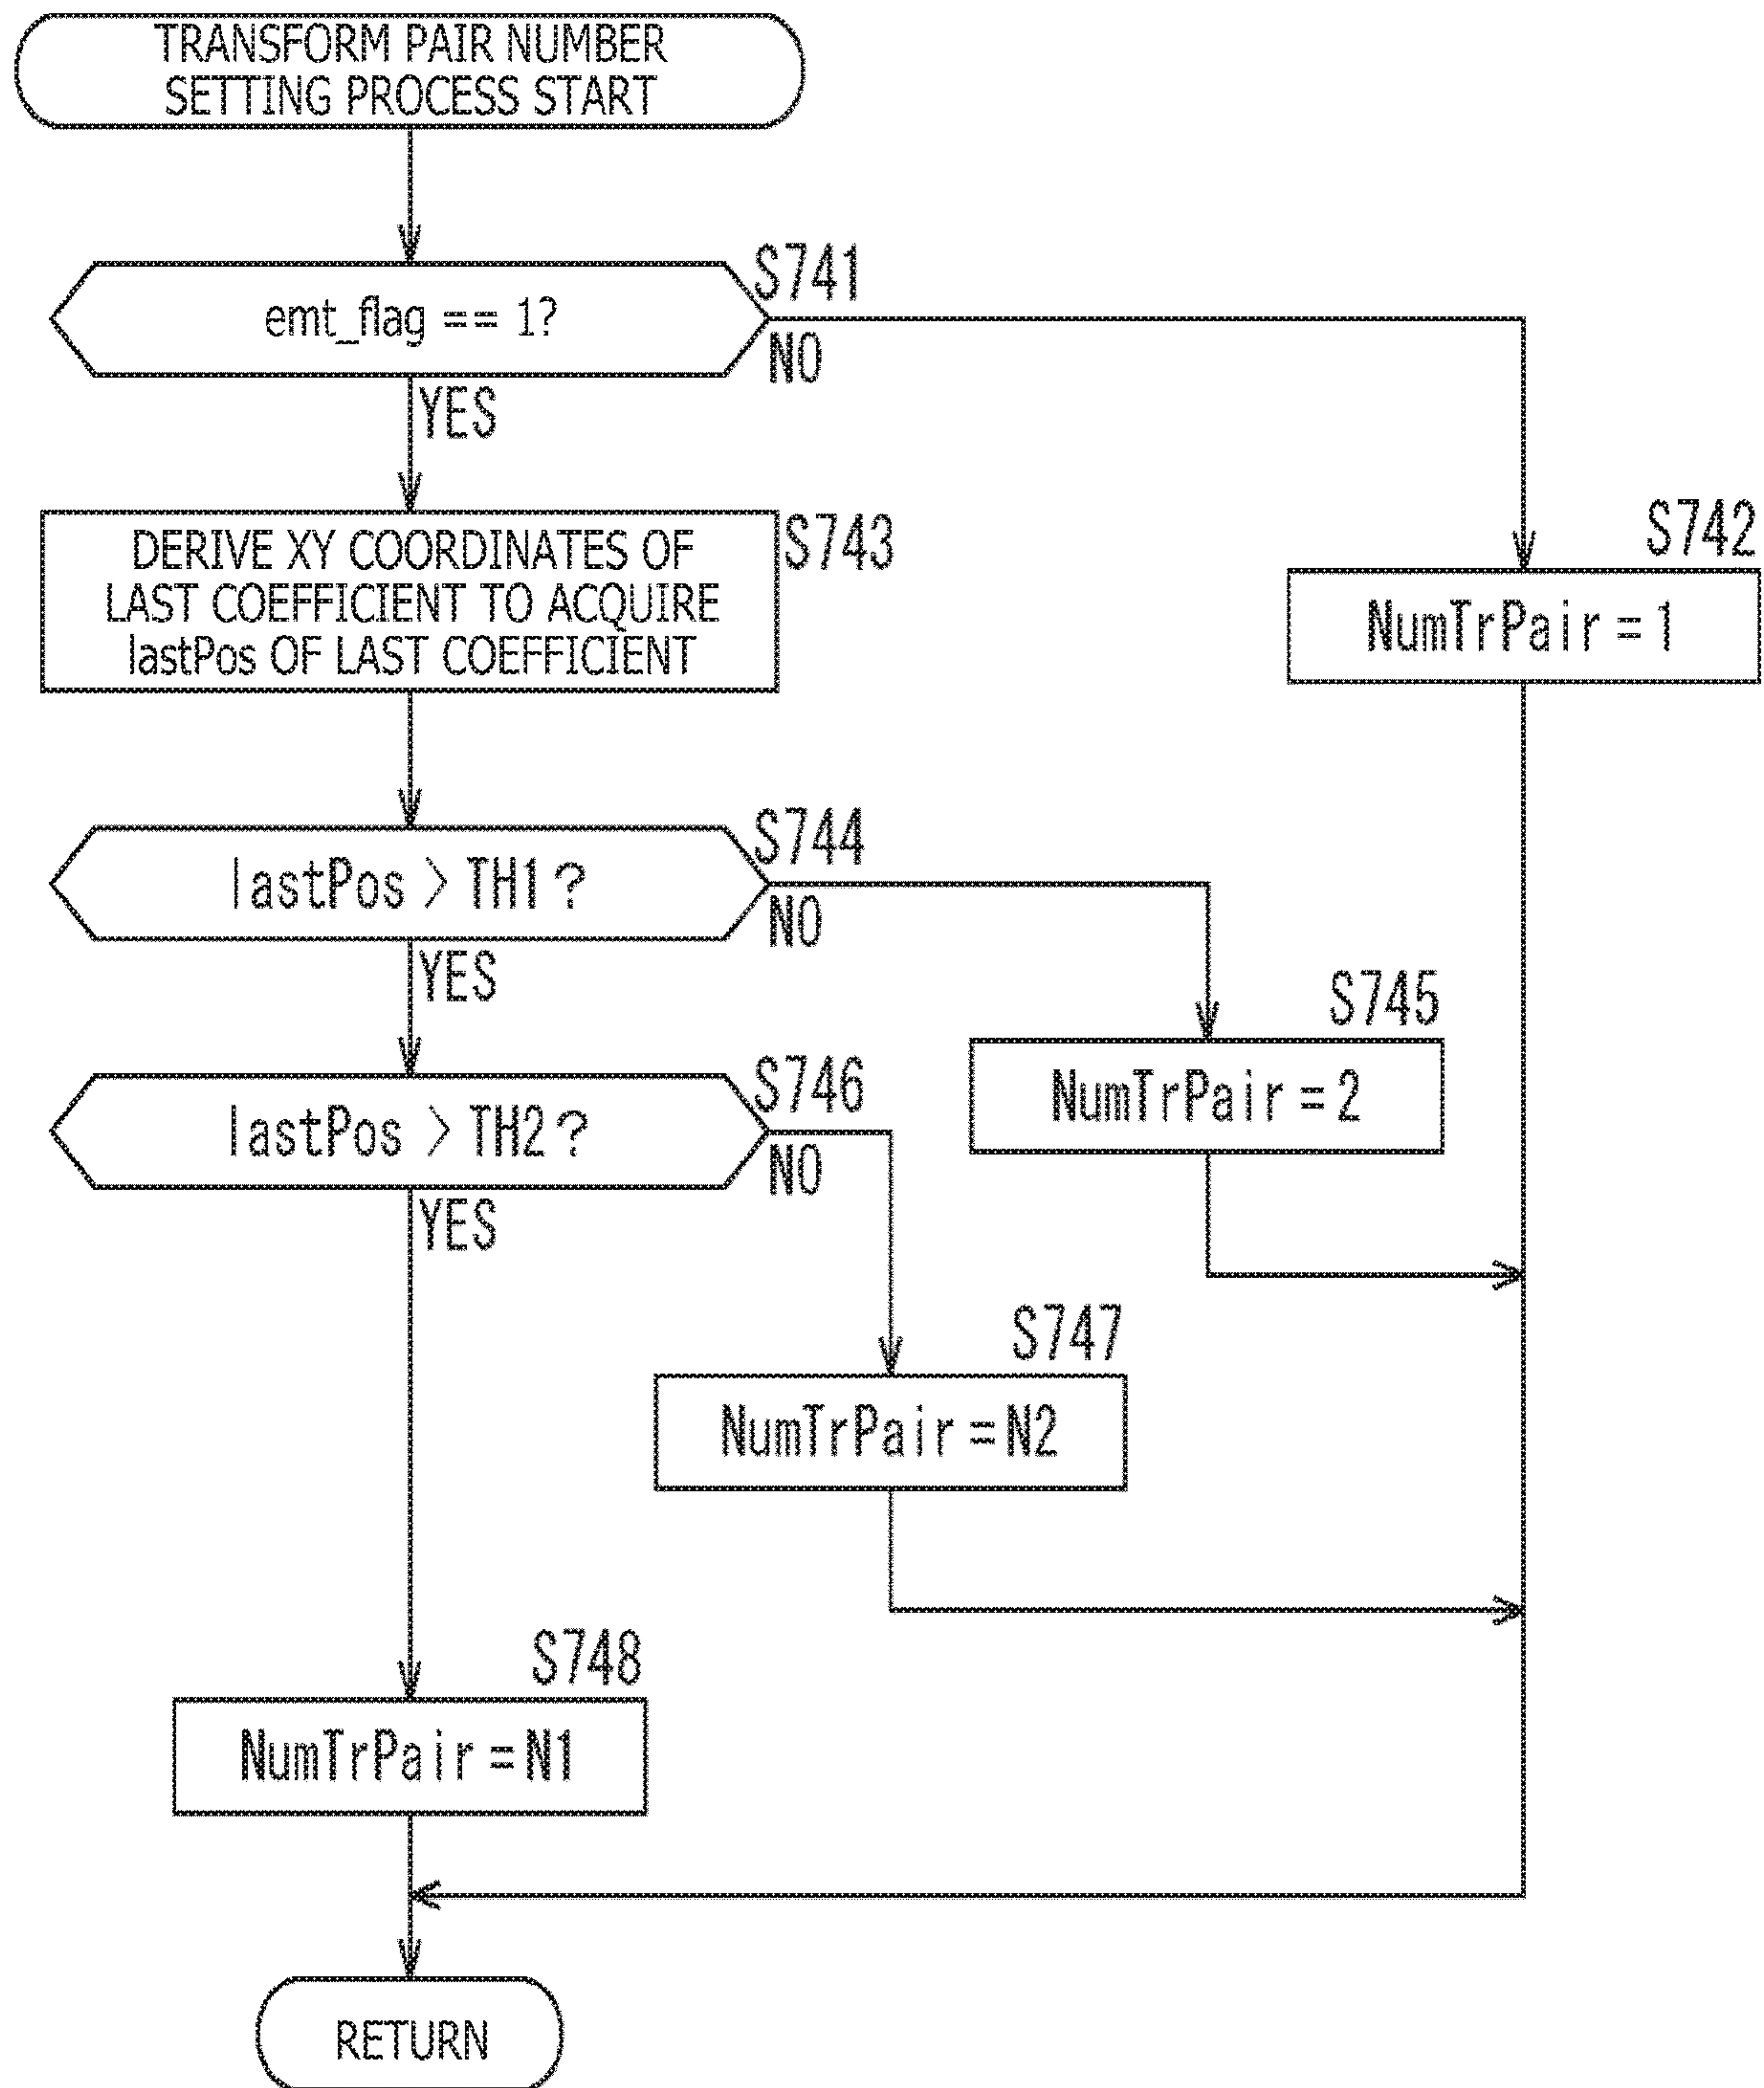 TRANSFORM PAIR NUMBER
SETTING PROCESS START
S741
emt_flag == 1?
NO
YES
S743
DERIVE XY COORDINATES OF
LAST COEFFICIENT TO ACQUIRE
lastPos OF LAST COEFFICIENT
S742
NumTrPair=1
S744
lastPos > TH1?
NO
YES
S745
NumTrPair=2
S746
lastPos > TH2?
NO
YES
S747
NumTrPair=N2
S748
NumTrPair=N1
RETURN